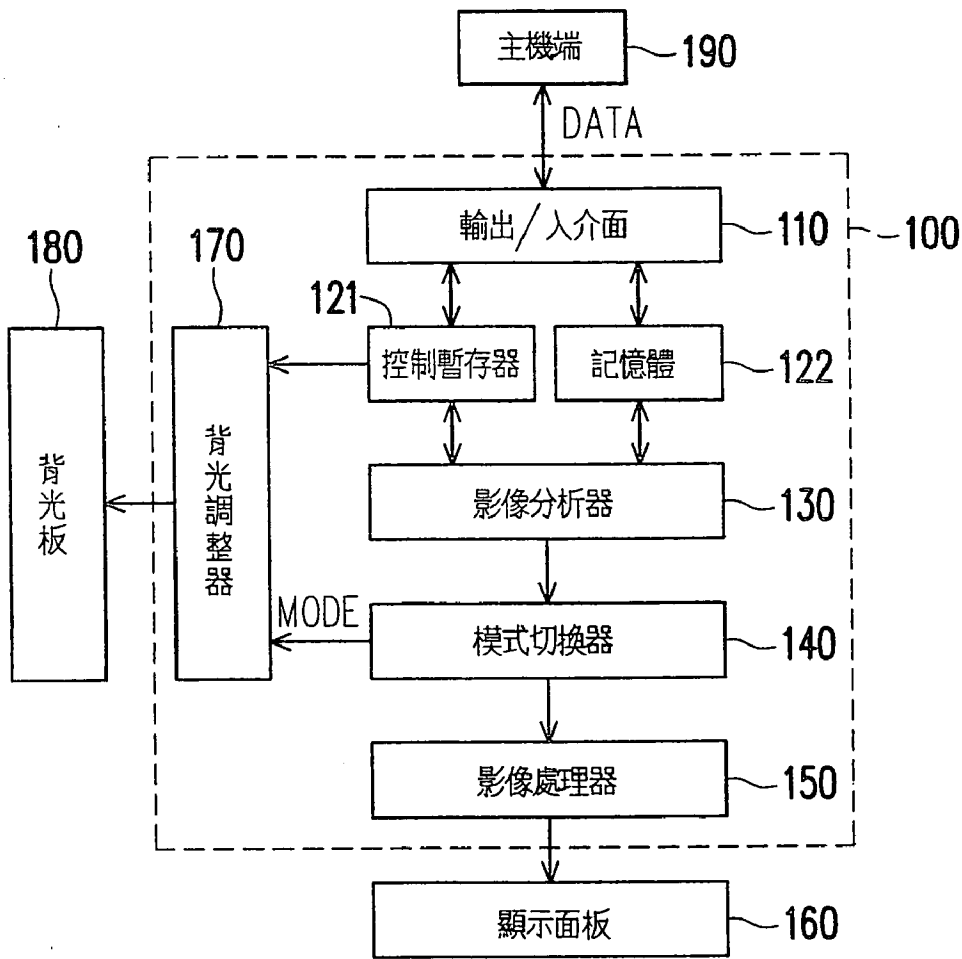 主機端
190
DATA
輸出/入介面
110
100
180
170
121
控制暫存器
記憶體
122
背光板
背光調整器
影像分析器
130
MODE
模式切換器
140
影像處理器
150
顯示面板
160